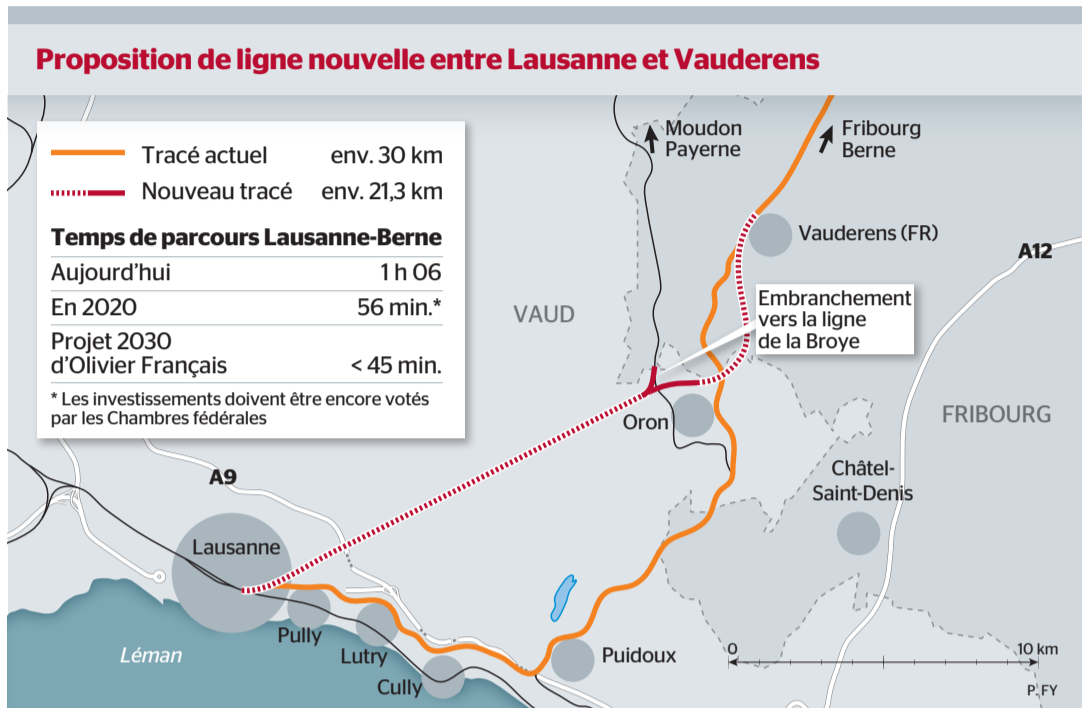 Proposition de ligne nouvelle entre Lausanne et Vauderens
Tracé actuel env. 30 km
Nouveau tracé env. 21,3 km
Temps de parcours Lausanne-Berne
Aujourd'hui 1 h 06
En 2020 56 min.*
Projet 2030
d'Olivier Français < 45 min.
* Les investissements doivent être encore votés
par les Chambres fédérales
Moudon
Payerne
Fribourg
Berne
Vauderens (FR)
A12
VAUD
Embranchement
vers la ligne
de la Broye
Oron
FRIBOURG
Châtel-
Saint-Denis
A9
Lausanne
Pully
Lutry
Cully
Puidoux
Léman
0 10 km
P. FY